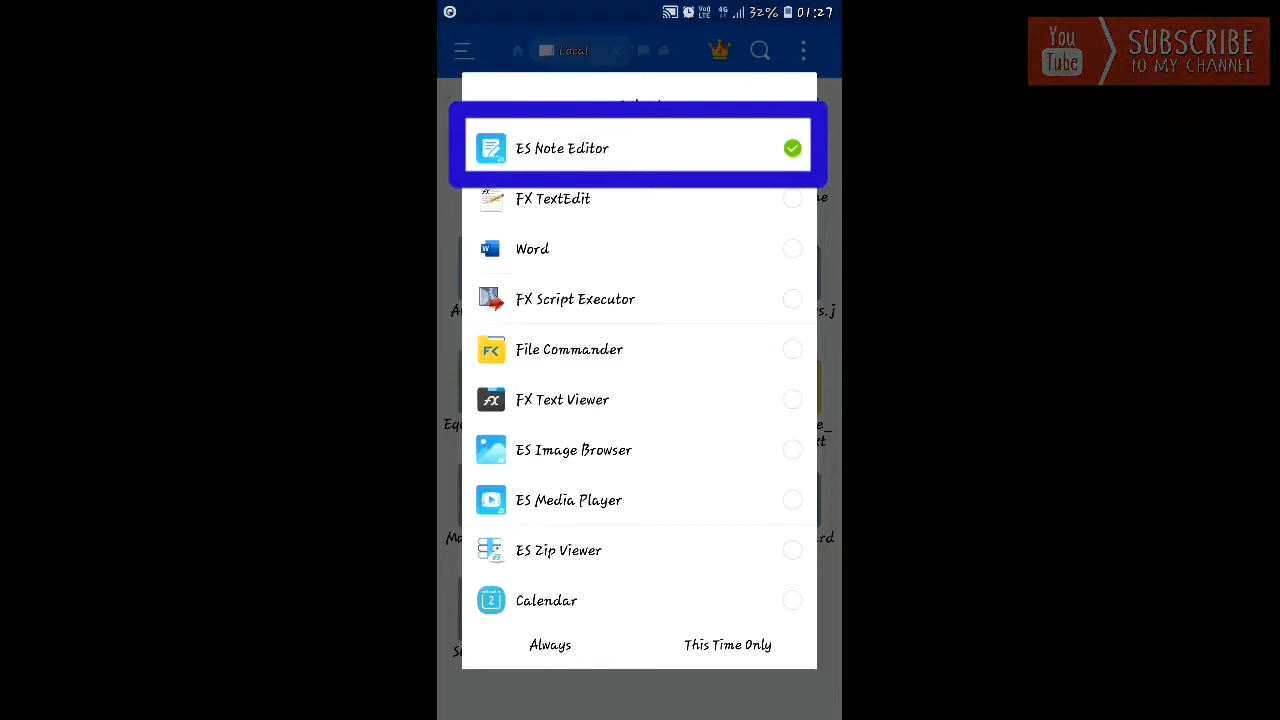 32% 01:27
Local
ES Note Editor
FX TextEdit
Word
FX Script Executor
File Commander
FX Text Viewer
ES Image Browser
ES Media Player
ES Zip Viewer
Calendar
Always This Time Only
You
Tube
SUBSCRIBE
TO MY CHANNEL